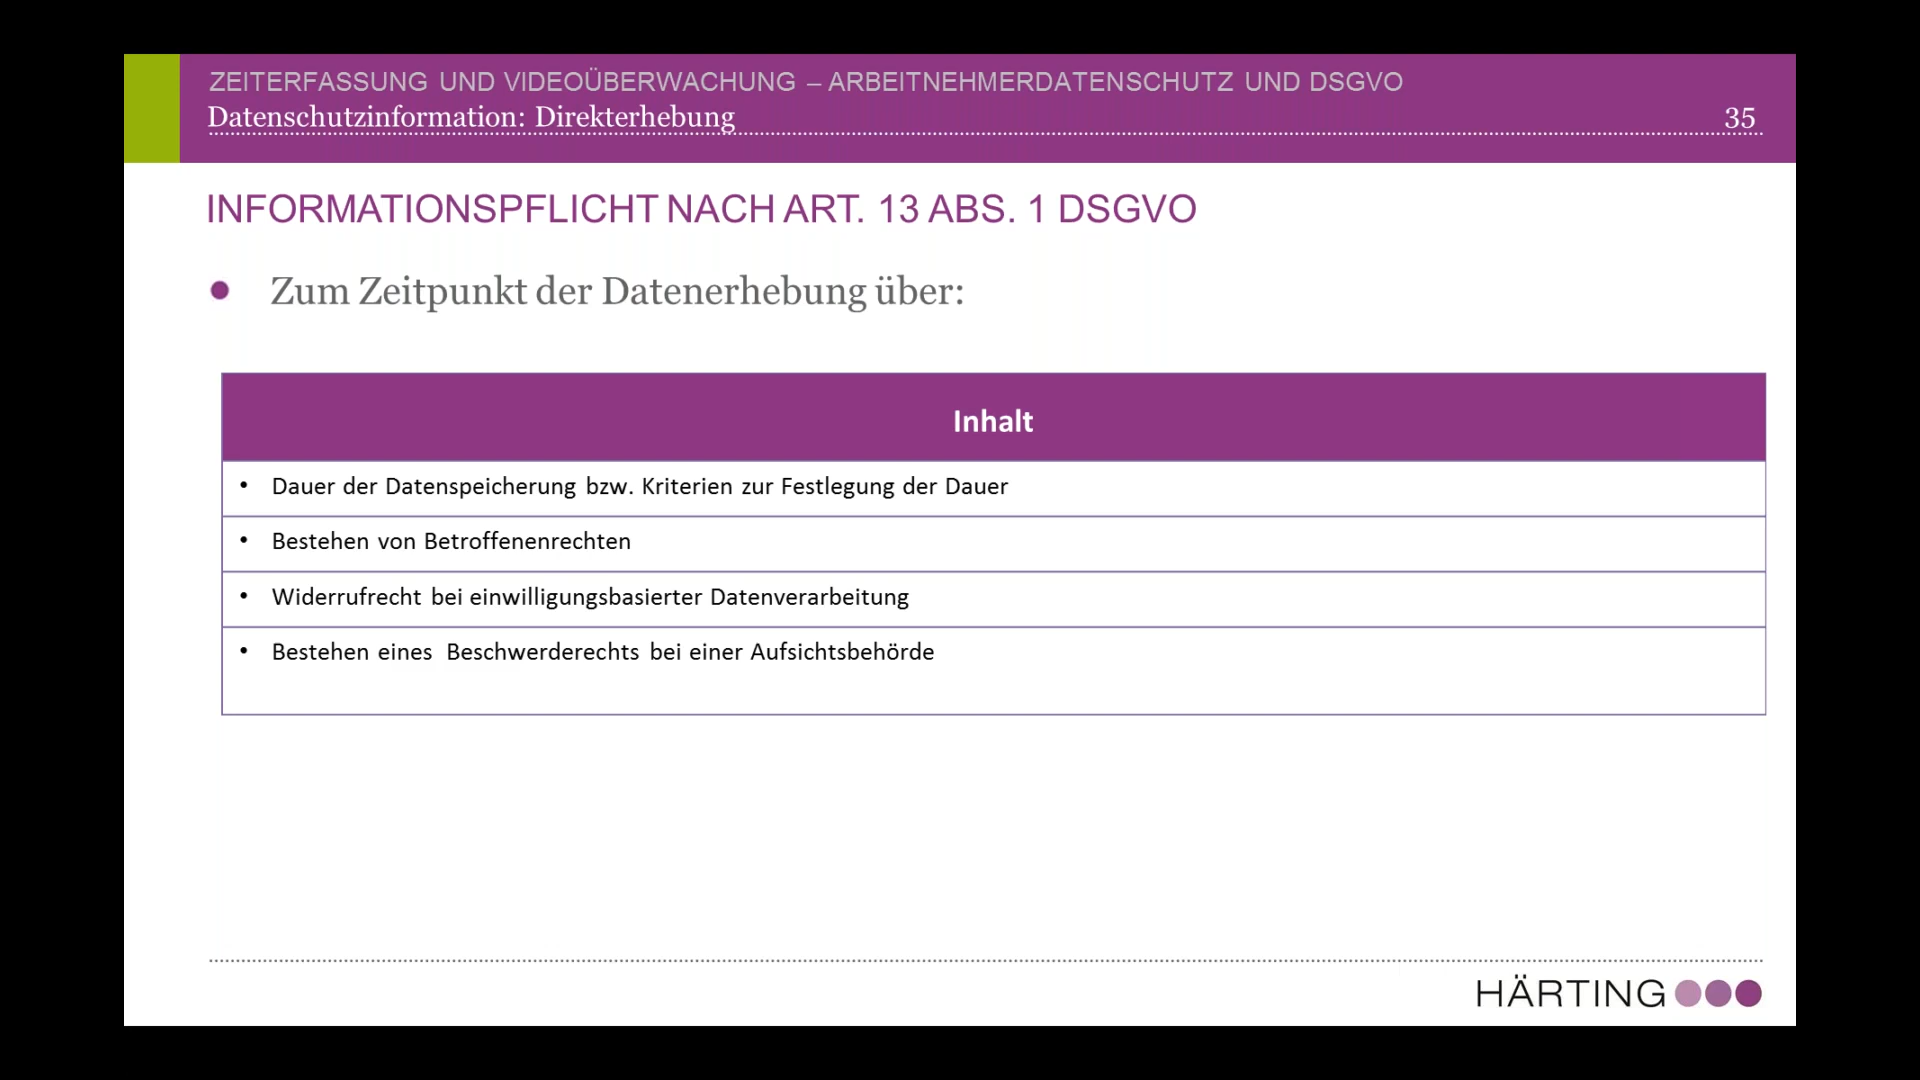 ZEITERFASSUNG UND VIDEOÜBERWACHUNG – ARBEITNEHMERDATENSCHUTZ UND DSGVO
Datenschutzinformation: Direkterhebung 35
INFORMATIONSPFLICHT NACH ART. 13 ABS. 1 DSGVO
• Zum Zeitpunkt der Datenerhebung über:
Inhalt
• Dauer der Datenspeicherung bzw. Kriterien zur Festlegung der Dauer
• Bestehen von Betroffenenrechten
• Widerrufrecht bei einwilligungsbasierter Datenverarbeitung
• Bestehen eines Beschwerderechts bei einer Aufsichtsbehörde
HÄRTING